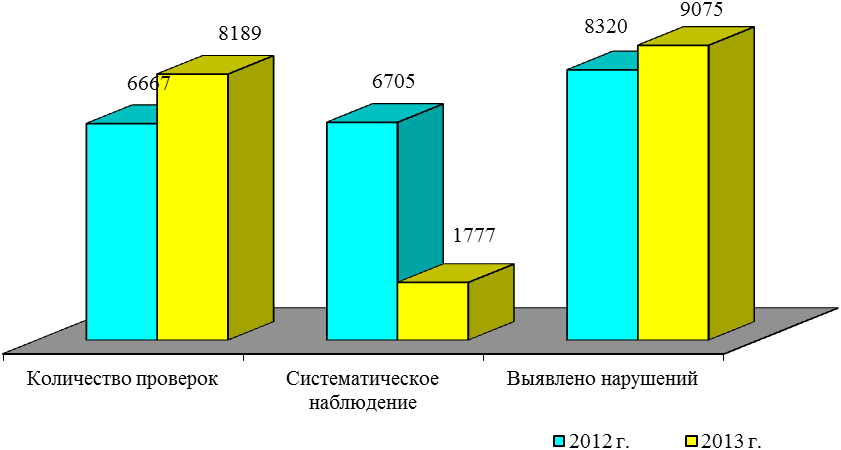 6667
8189
6705
1777
8320
9075
Количество проверок
Систематическое
наблюдение
Выявлено нарушений
2012 г.
2013 г.